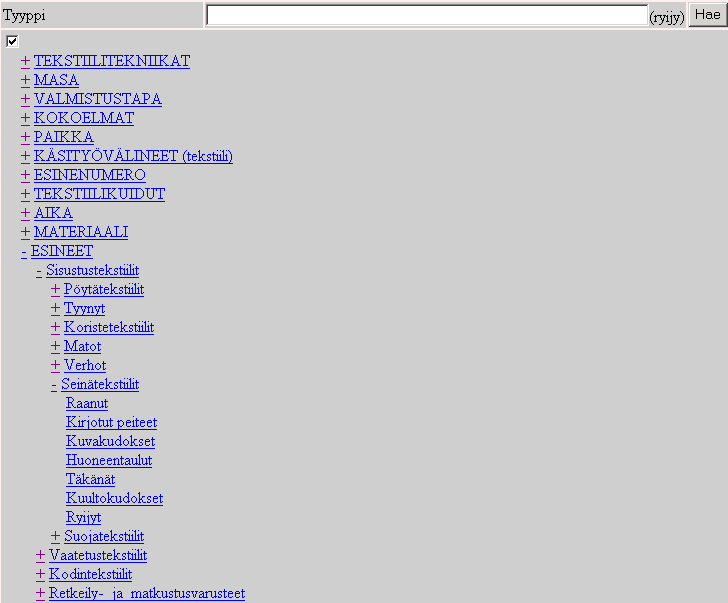 Tyyppi (ryijy) Hae
+ TEKSTIILITEKNIIKAT
+ MASA
+ VALMISTUSTAPA
+ KOKOELMAT
+ PAIKKA
+ KÄSITYÖVÄLINEET (tekstiili)
+ ESINENUMERO
+ TEKSTIILIKUIDUT
+ AIKA
+ MATERIAALI
- ESINEET
- Sisustustekstiilit
+ Pöytätekstiilit
+ Tyynyt
+ Koristetekstiilit
+ Matot
+ Verhot
- Seinätekstiilit
Raanut
Kirjotut peiteet
Kuvakudokset
Huoneentaulut
Täkänät
Kuultokudokset
Ryijyt
+ Suojatekstiilit
+ Vaatetustekstiilit
+ Kodintekstiilit
+ Retkeily- ja matkustusvarusteet